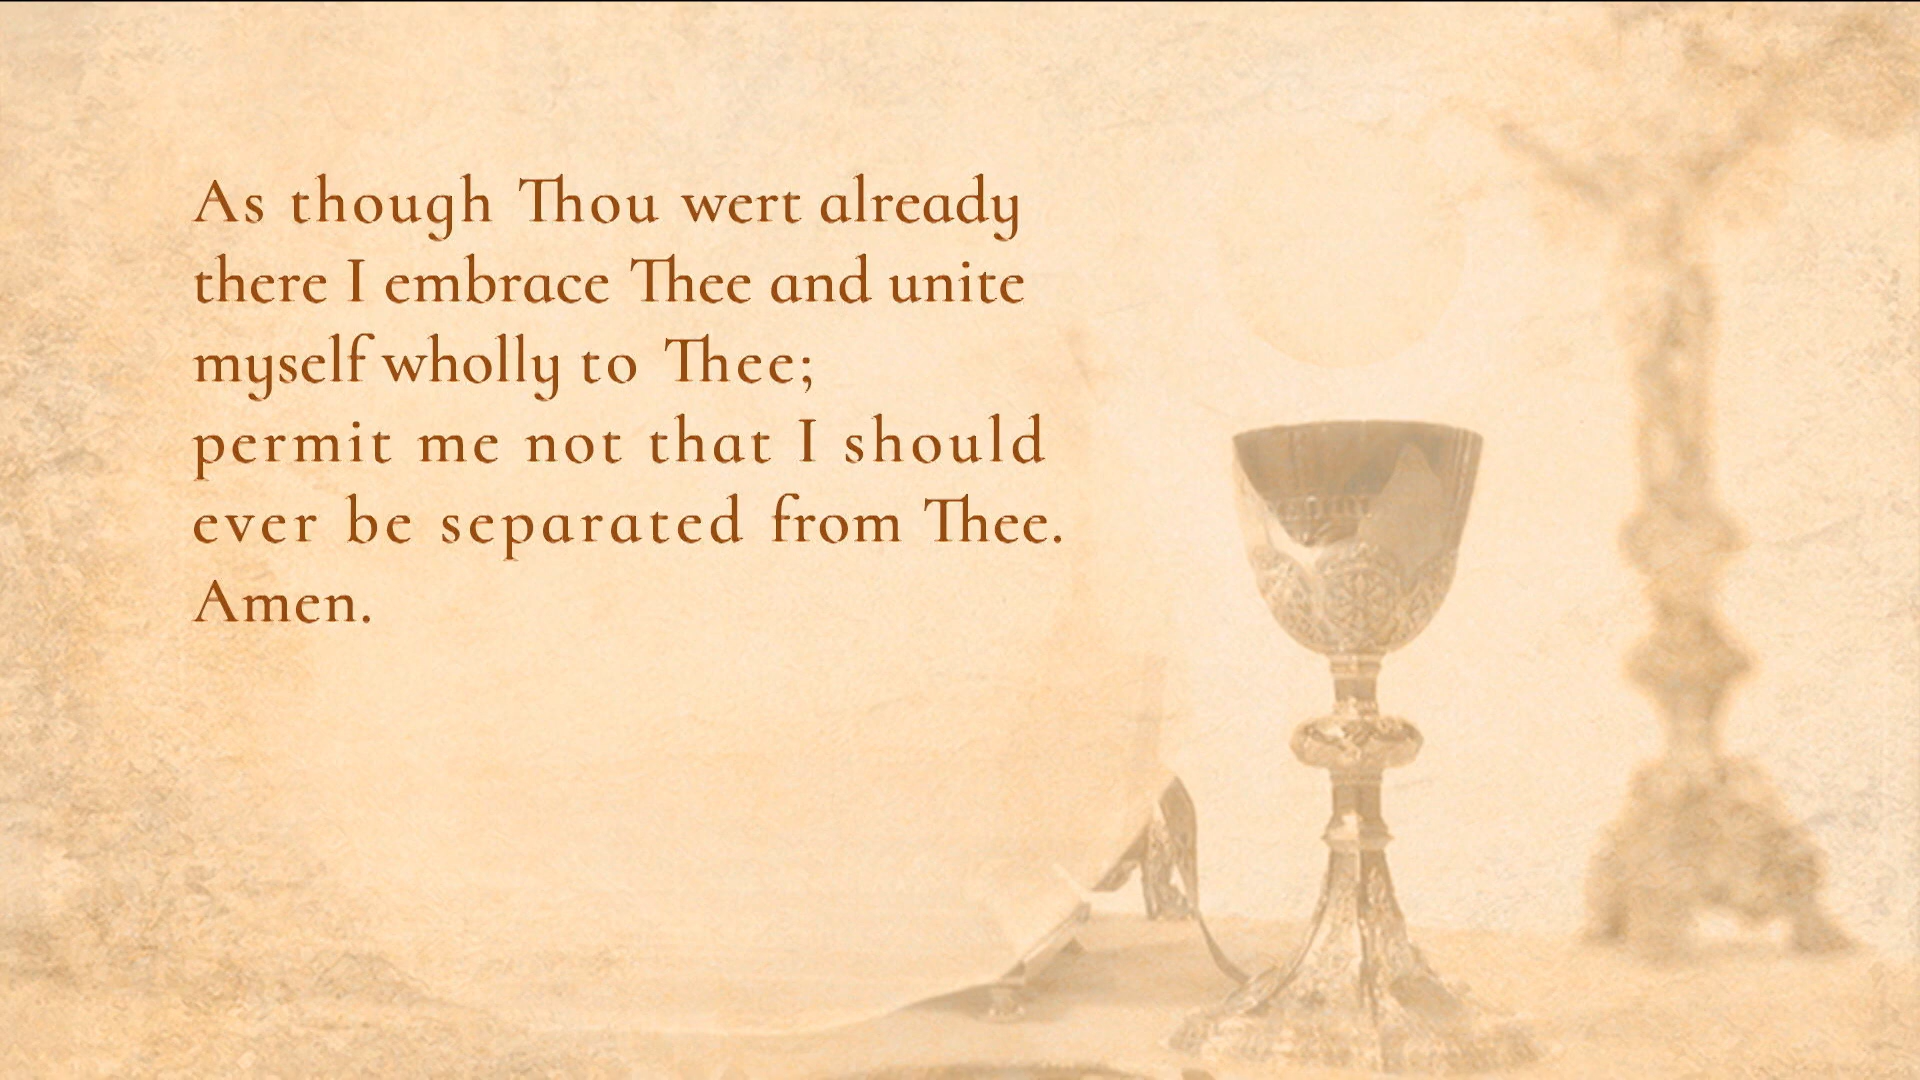 As though Thou wert already
there I embrace Thee and unite
myself wholly to Thee;
permit me not that I should
ever be separated from Thee.
Amen.